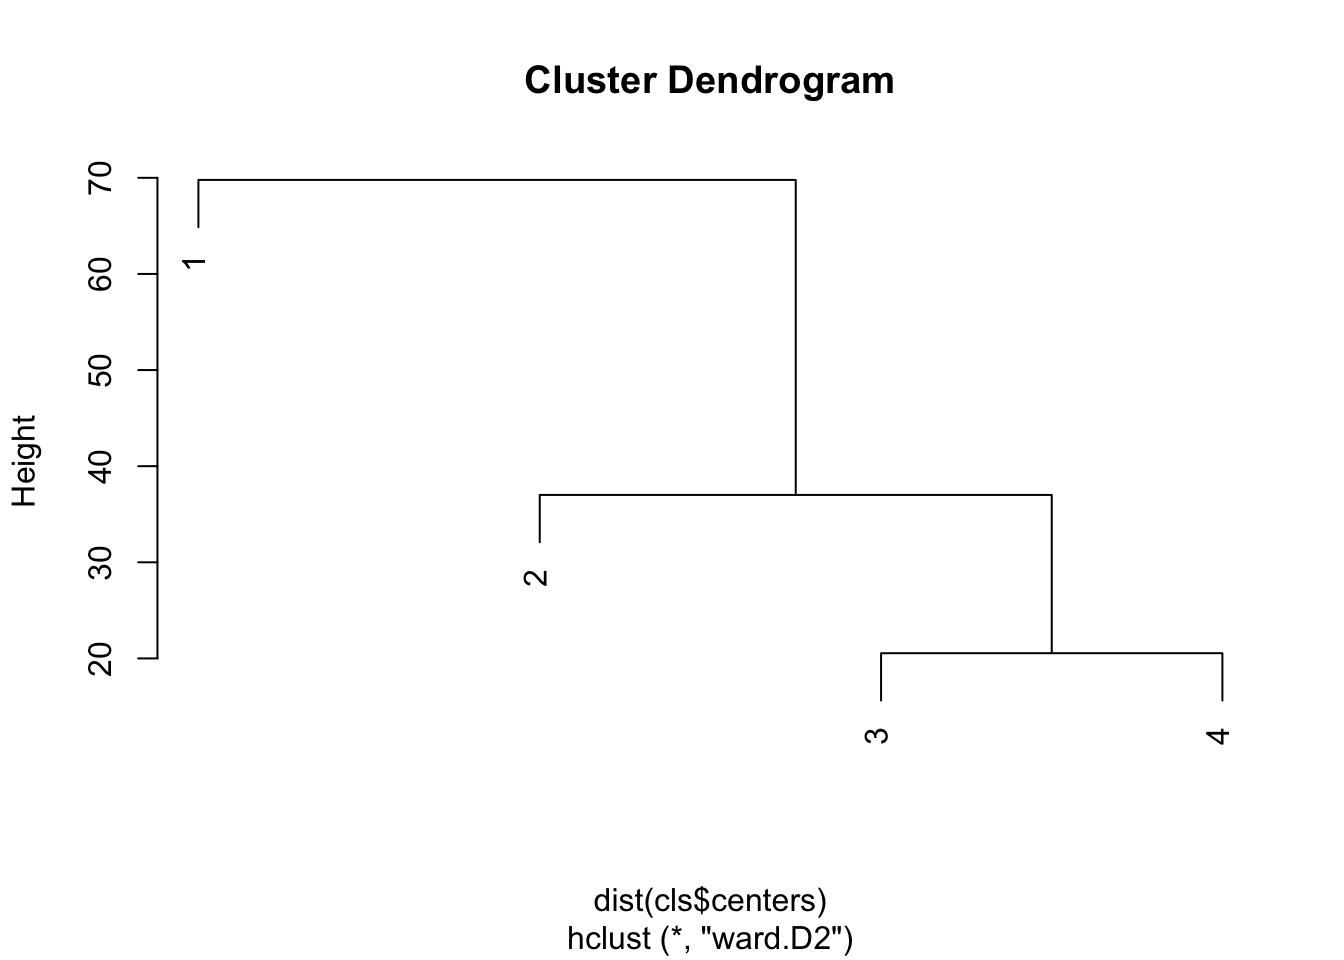 Cluster Dendrogram
Height
70
60
50
40
30
20
1
2
3
4
dist(cls$centers)
hclust (*, "ward.D2")